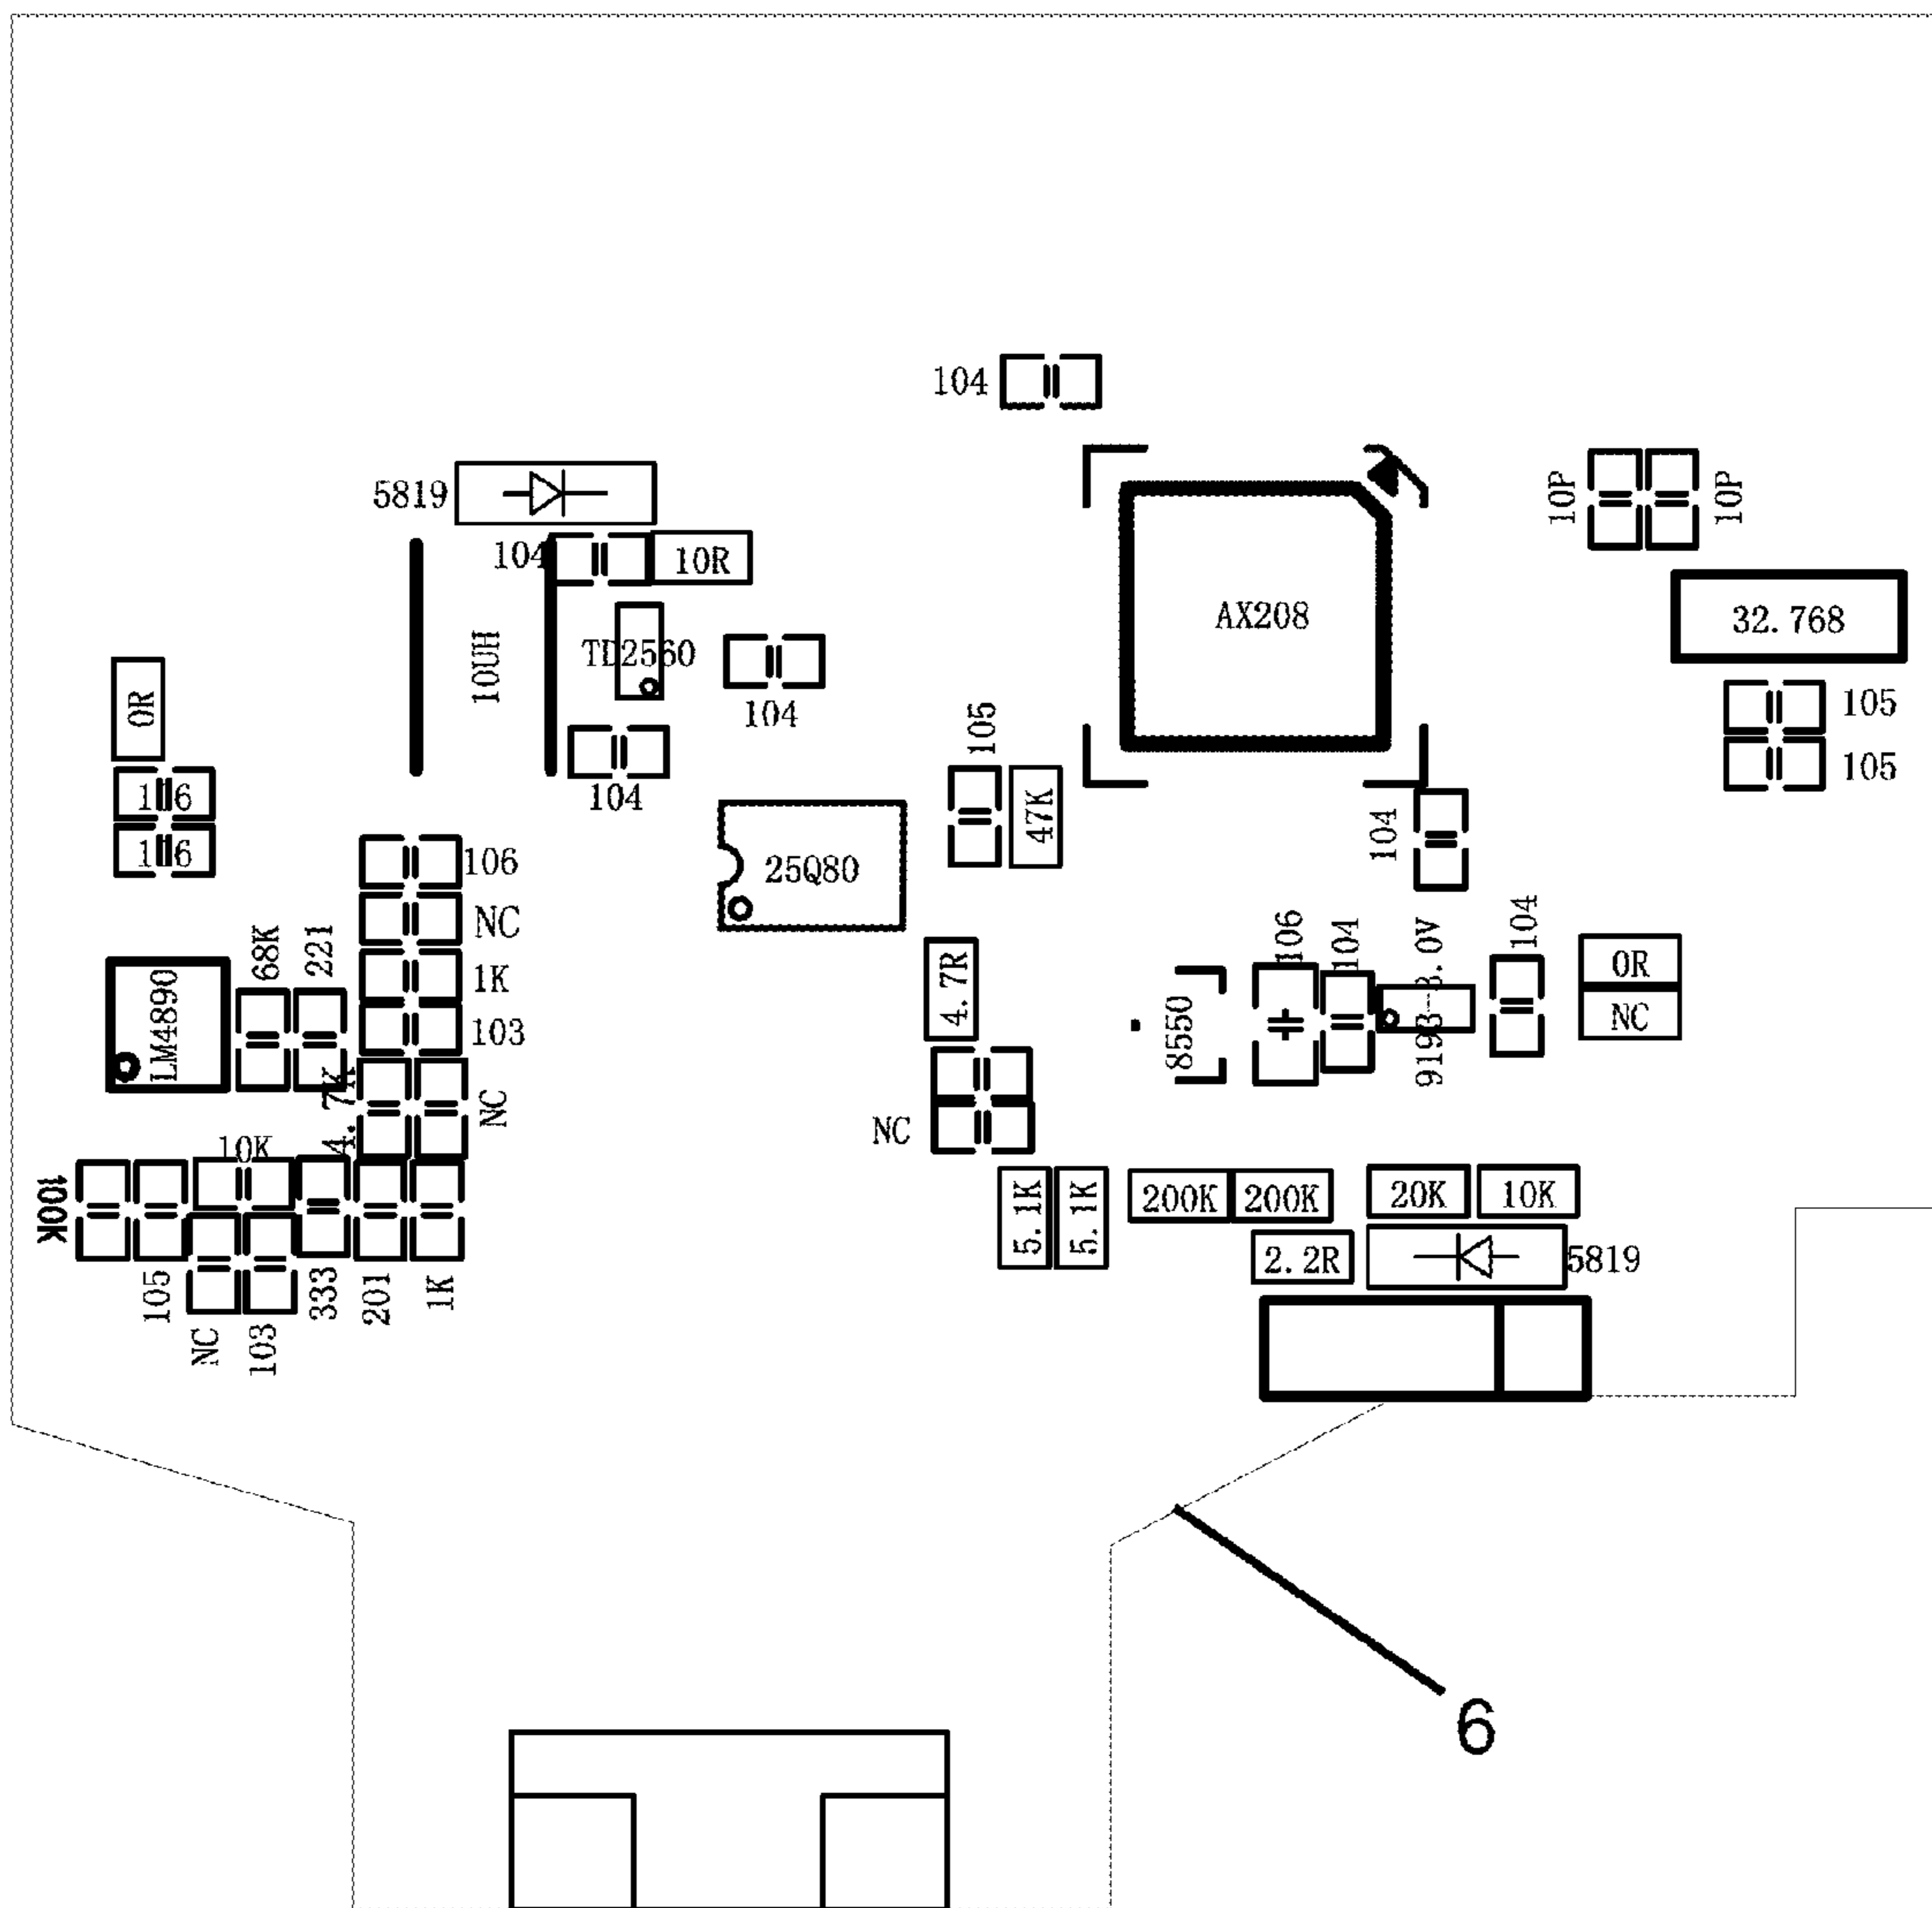 104
5819
10P
10P
104
10R
AX208
32.768
10UH
TD2560
0R
104
105
105
105
104
116
116
47K
104
106
25Q80
NC
68K
221
1K
4.7R
106
104
9193-3.0V
104
0R
NC
LM4890
103
8550
4.7K
NC
NC
10K
100K
5.1K
5.1K
200K
200K
20K
10K
2.2R
5819
105
NC
103
333
201
1K
6